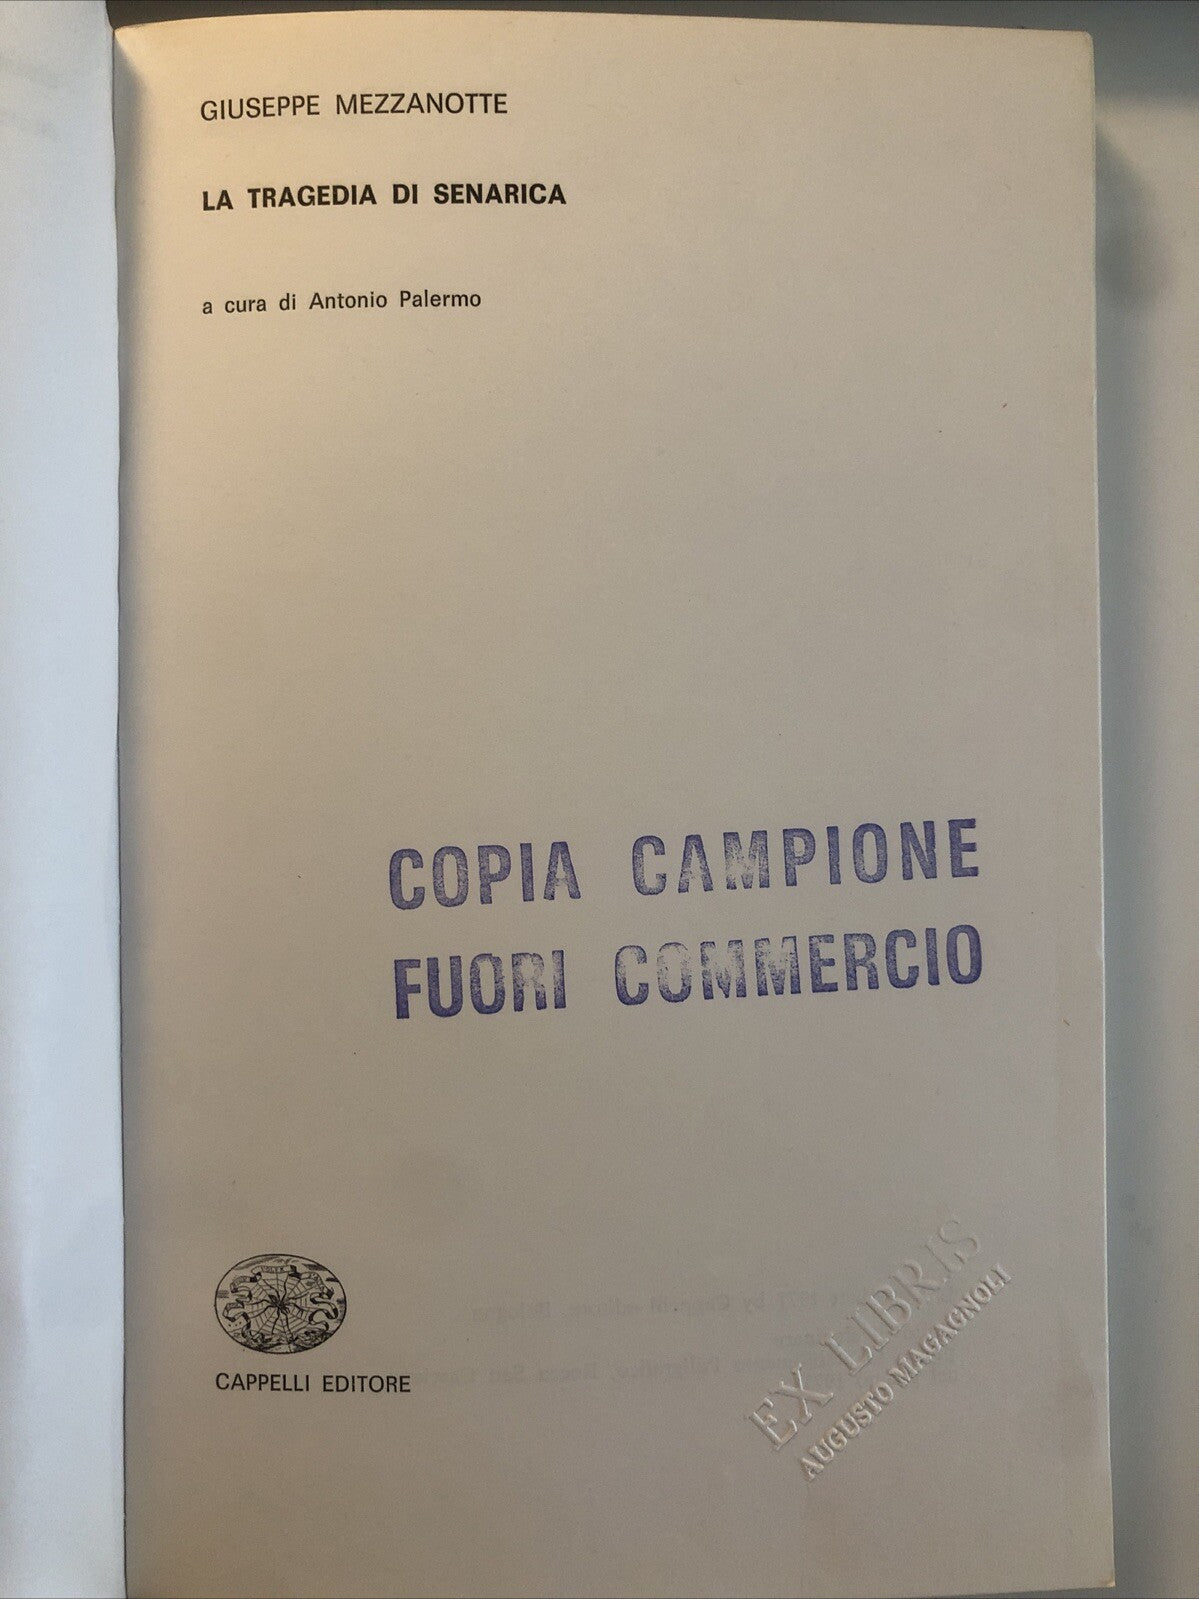 GIUSEPPE MEZZANOTTE
LA TRAGEDIA DI SENARICA
a cura di Antonio Palermo
COPIA CAMPIONE
FUORI COMMERCIO
CAPPELLI EDITORE
EX LIBRIS
AUGUSTO MAGAGNOLI